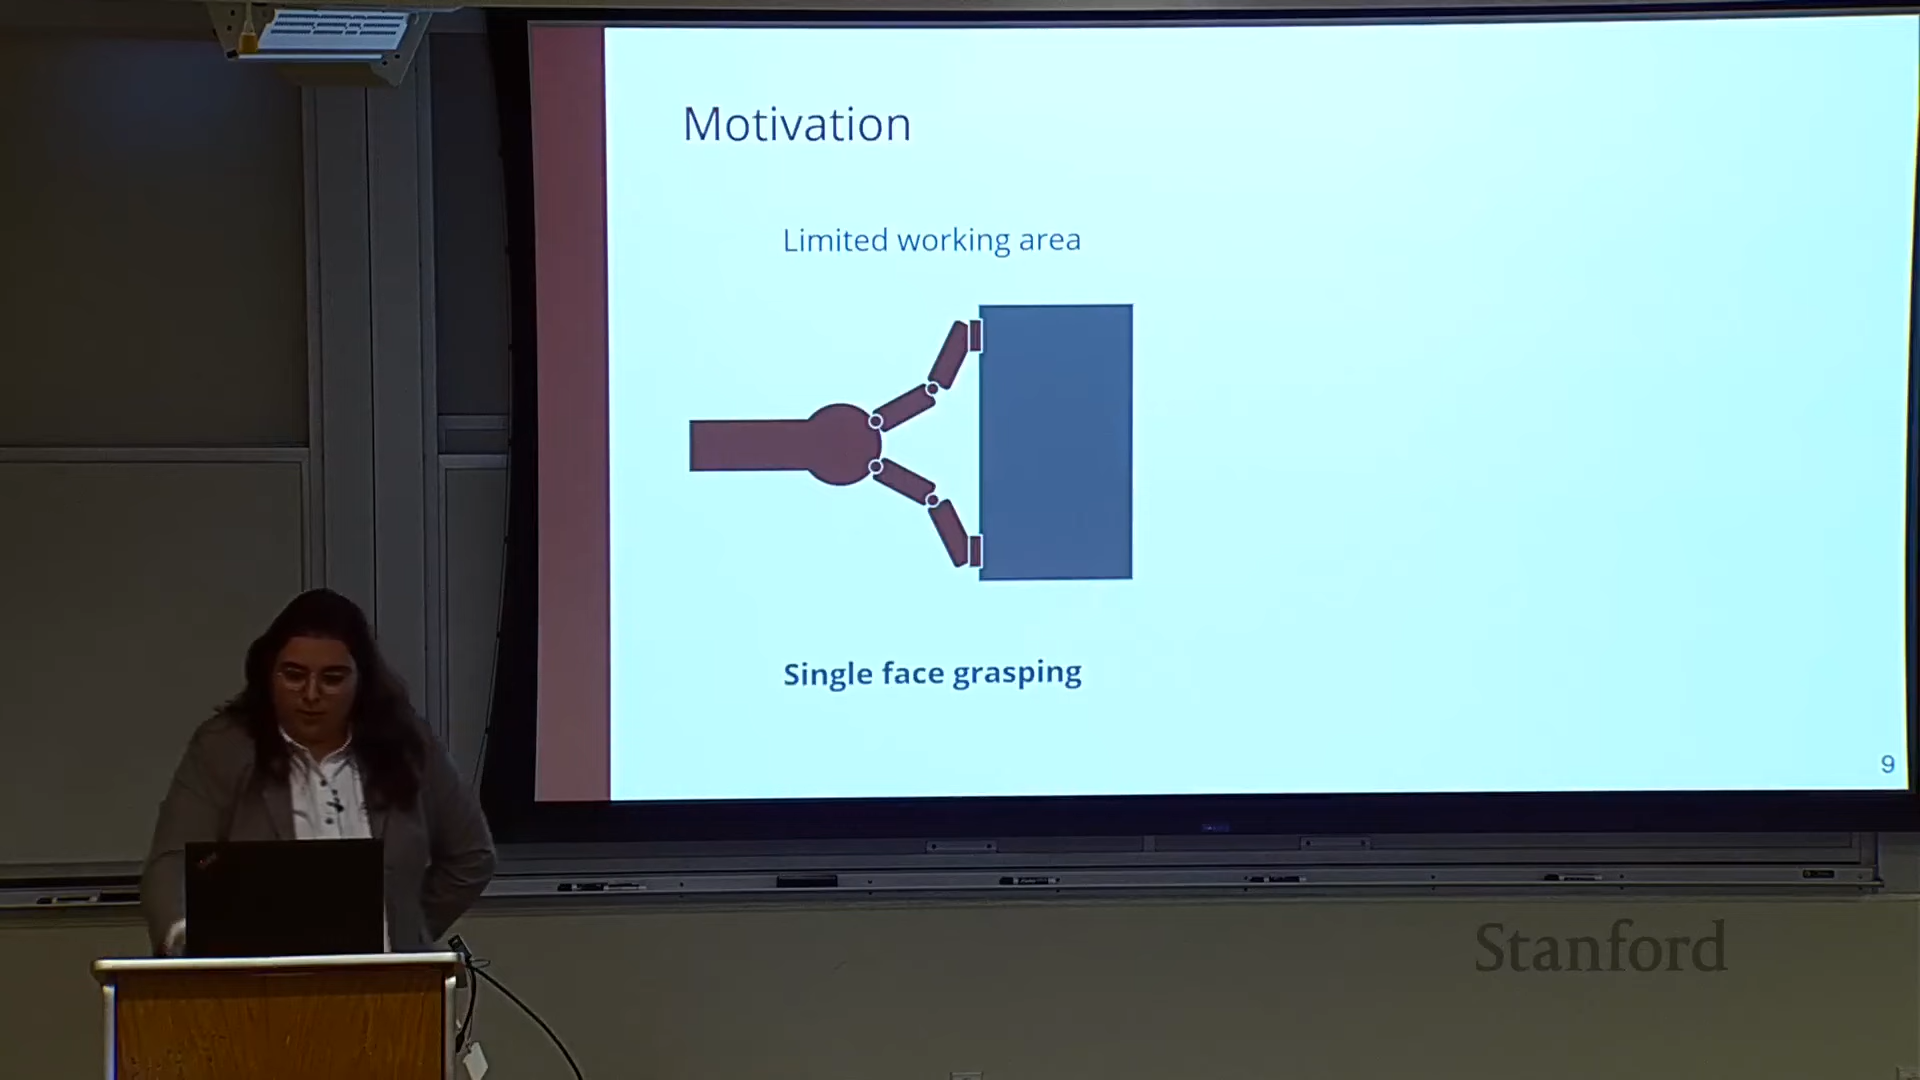 Motivation
Limited working area
Single face grasping
9
Stanford